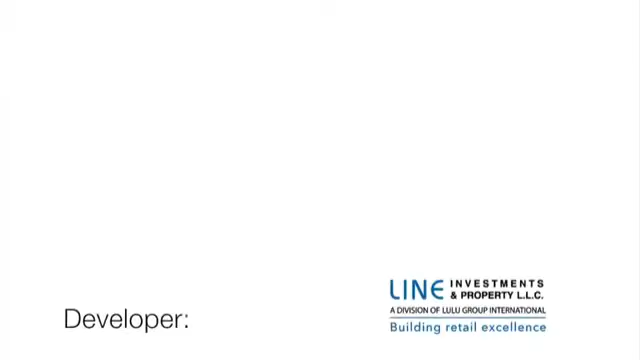 LINE INVESTMENTS
& PROPERTY L.L.C.
A DIVISION OF LULU GROUP INTERNATIONAL
Building retail excellence
Developer: